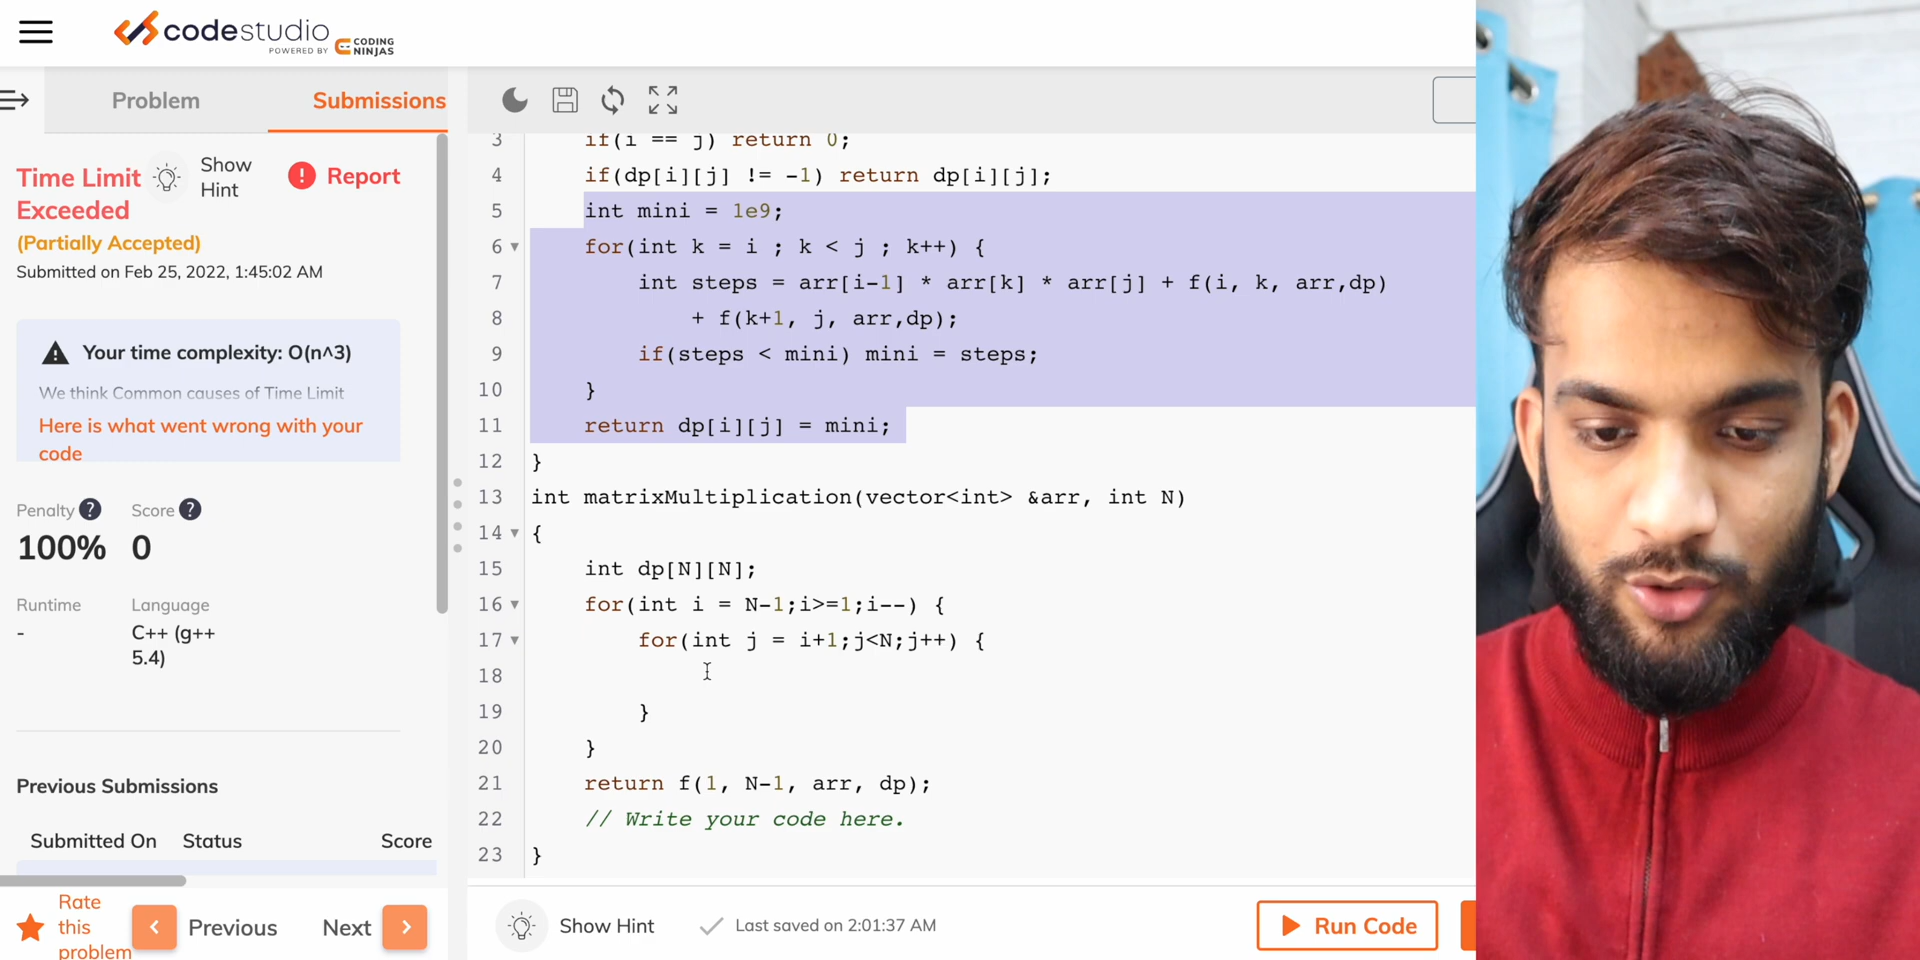 codestudio
POWERED BY CODING NINJAS
Problem
Submissions
Time Limit Exceeded
Show Hint
Report
(Partially Accepted)
Submitted on Feb 25, 2022, 1:45:02 AM
Your time complexity: O(n^3)
We think Common causes of Time Limit
Here is what went wrong with your
code
Penalty ? Score ?
100% 0
Runtime Language
- C++ (g++
5.4)
Previous Submissions
Submitted On Status Score
Rate this problem
Previous
Next
3 if(i == j) return 0;
4 if(dp[i][j] != -1) return dp[i][j];
5 int mini = 1e9;
6 for(int k = i ; k < j ; k++) {
7 int steps = arr[i-1] * arr[k] * arr[j] + f(i, k, arr,dp)
8 + f(k+1, j, arr,dp);
9 if(steps < mini) mini = steps;
10 }
11 return dp[i][j] = mini;
12 }
13 int matrixMultiplication(vector<int> &arr, int N)
14 {
15 int dp[N][N];
16 for(int i = N-1;i>=1;i--) {
17 for(int j = i+1;j<N;j++) {
18
19 }
20 }
21 return f(1, N-1, arr, dp);
22 // Write your code here.
23 }
Show Hint
Last saved on 2:01:37 AM
Run Code